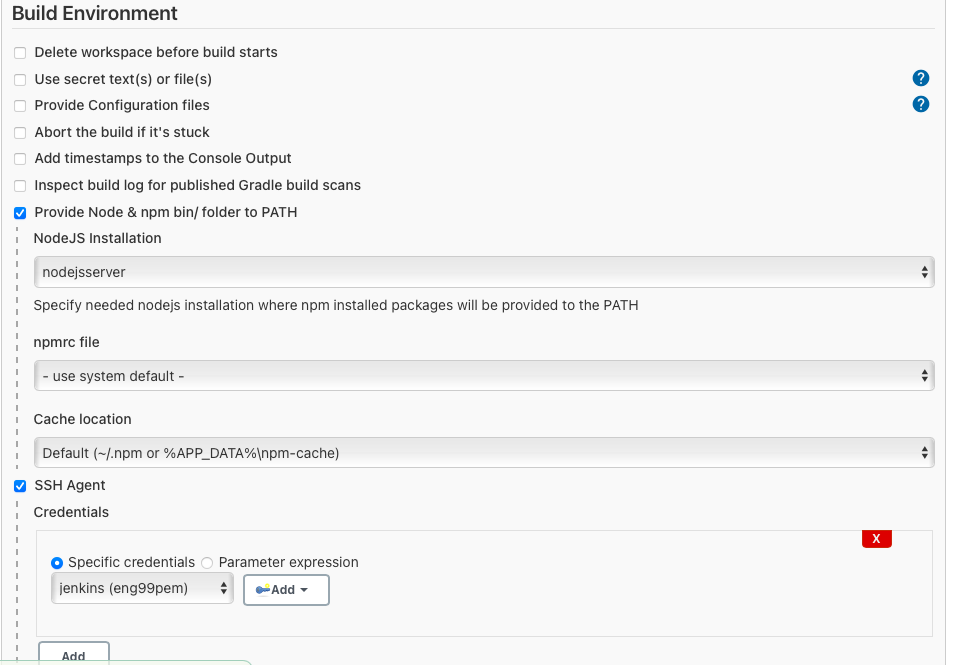 Build Environment
Delete workspace before build starts
Use secret text(s) or file(s)
?
Provide Configuration files
?
Abort the build if it's stuck
Add timestamps to the Console Output
Inspect build log for published Gradle build scans
Provide Node & npm bin/ folder to PATH
NodeJS Installation
nodejsserver
Specify needed nodejs installation where npm installed packages will be provided to the PATH
npmrc file
- use system default -
Cache location
Default (~/.npm or %APP_DATA%\npm-cache)
SSH Agent
Credentials
X
Specific credentials Parameter expression
jenkins (eng99pem) Add
Add